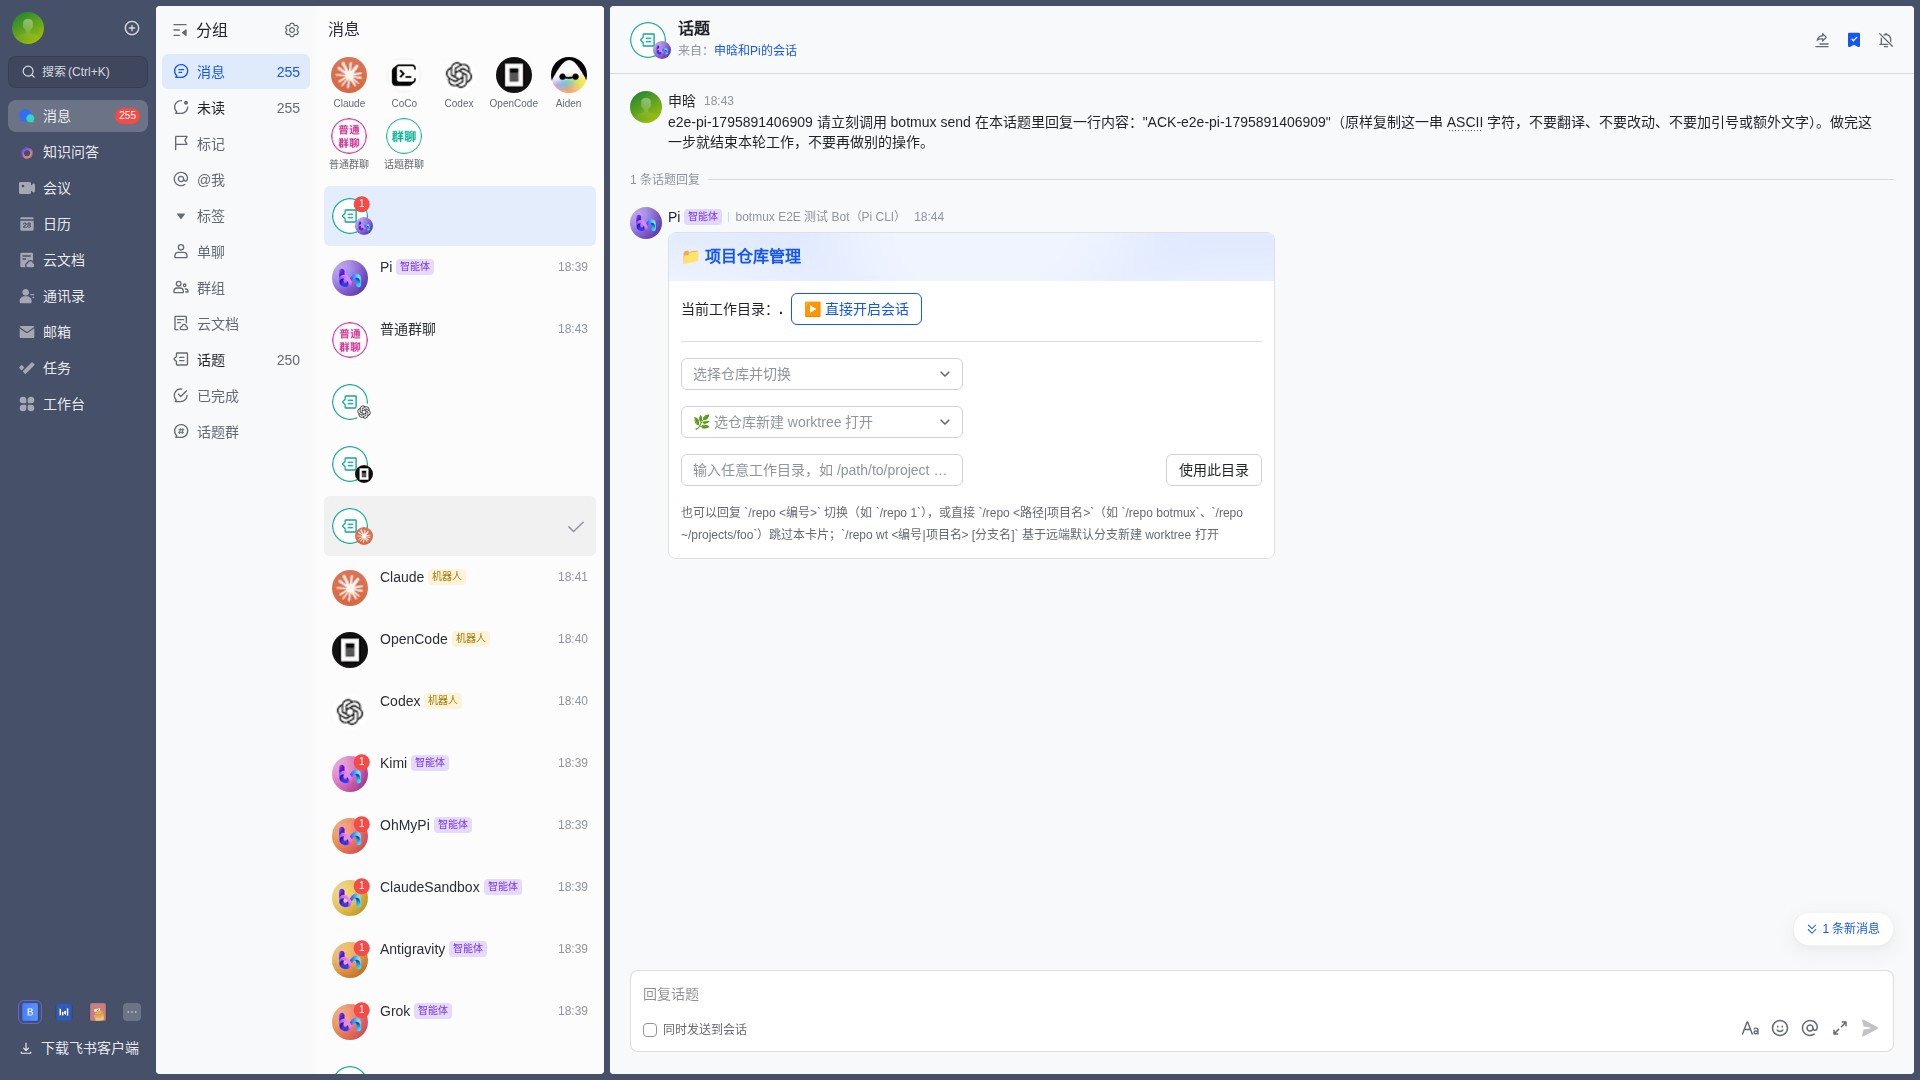 搜索 (Ctrl+K)
消息 255
知识问答
会议
日历
云文档
通讯录
邮箱
任务
工作台
下载飞书客户端
分组
消息 255
未读 255
标记
@我
标签
单聊
群组
云文档
话题 250
已完成
话题群
消息
Claude CoCo Codex OpenCode Aiden
普通群聊 群聊
普通群聊 话题群聊
1
Pi 智能体 18:39
普通群聊 普通群聊 18:43
Claude 机器人 18:41
OpenCode 机器人 18:40
Codex 机器人 18:40
1 Kimi 智能体 18:39
1 OhMyPi 智能体 18:39
1 ClaudeSandbox 智能体 18:39
1 Antigravity 智能体 18:39
1 Grok 智能体 18:39
话题
来自：申晗和Pi的会话
申晗 18:43
e2e-pi-1795891406909 请立刻调用 botmux send 在本话题里回复一行内容："ACK-e2e-pi-1795891406909"（原样复制这一串 ASCII 字符，不要翻译、不要改动、不要加引号或额外文字）。做完这
一步就结束本轮工作，不要再做别的操作。
1 条话题回复
Pi 智能体 botmux E2E 测试 Bot（Pi CLI） 18:44
📁 项目仓库管理
当前工作目录：. ▶️ 直接开启会话
选择仓库并切换
🌿 选仓库新建 worktree 打开
输入任意工作目录，如 /path/to/project … 使用此目录
也可以回复 `/repo <编号>` 切换（如 `/repo 1`），或直接 `/repo <路径|项目名>`（如 `/repo botmux`、`/repo
~/projects/foo`）跳过本卡片；`/repo wt <编号|项目名> [分支名]` 基于远端默认分支新建 worktree 打开
1 条新消息
回复话题
同时发送到会话